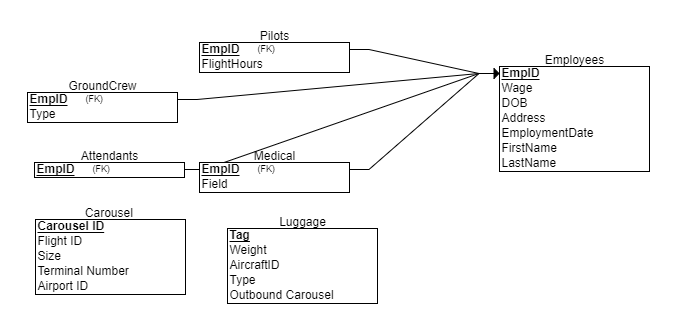 Pilots
EmpID (FK)
FlightHours
Employees
EmpID
Wage
DOB
Address
EmploymentDate
FirstName
LastName
GroundCrew
EmpID (FK)
Type
Attendants
EmpID (FK)
Medical
EmpID (FK)
Field
Carousel
Carousel ID
Flight ID
Size
Terminal Number
Airport ID
Luggage
Tag
Weight
AircraftID
Type
Outbound Carousel